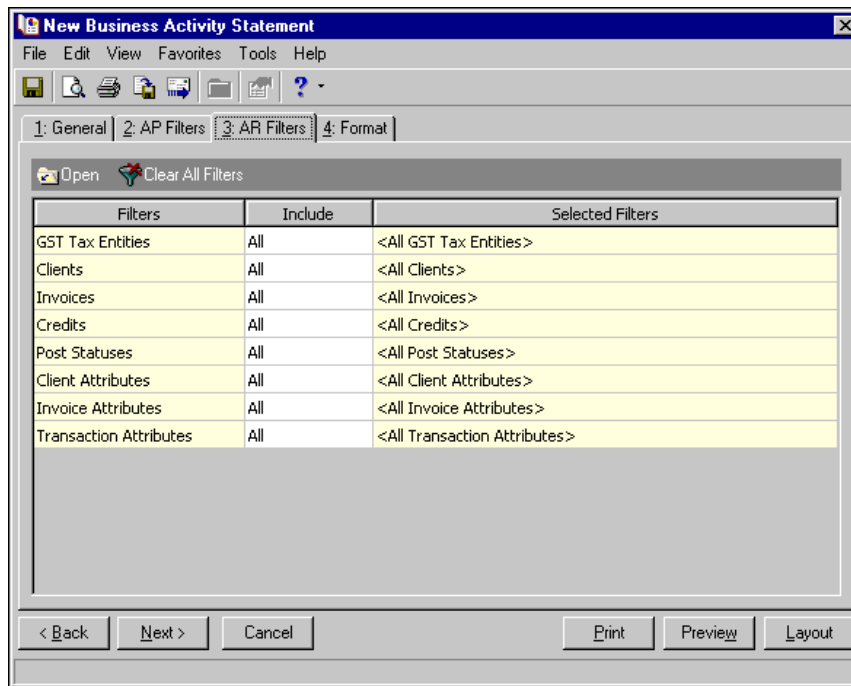 New Business Activity Statement
File Edit View Favorites Tools Help
?
1: General 2: AP Filters 3: AR Filters 4: Format
Open Clear All Filters
Filters Include Selected Filters
GST Tax Entities All <All GST Tax Entities>
Clients All <All Clients>
Invoices All <All Invoices>
Credits All <All Credits>
Post Statuses All <All Post Statuses>
Client Attributes All <All Client Attributes>
Invoice Attributes All <All Invoice Attributes>
Transaction Attributes All <All Transaction Attributes>
< Back Next > Cancel Print Preview Layout